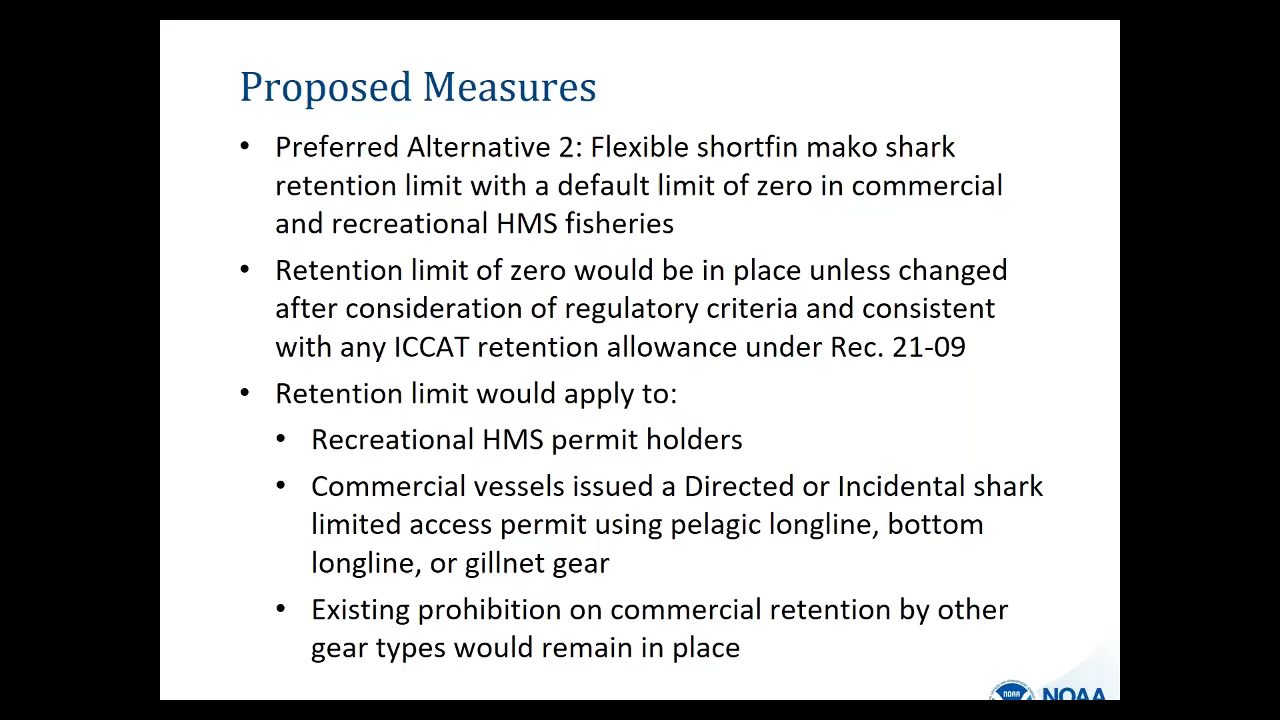 Proposed Measures
• Preferred Alternative 2: Flexible shortfin mako shark
retention limit with a default limit of zero in commercial
and recreational HMS fisheries
• Retention limit of zero would be in place unless changed
after consideration of regulatory criteria and consistent
with any ICCAT retention allowance under Rec. 21-09
• Retention limit would apply to:
• Recreational HMS permit holders
• Commercial vessels issued a Directed or Incidental shark
limited access permit using pelagic longline, bottom
longline, or gillnet gear
• Existing prohibition on commercial retention by other
gear types would remain in place
NOAA
NOAA